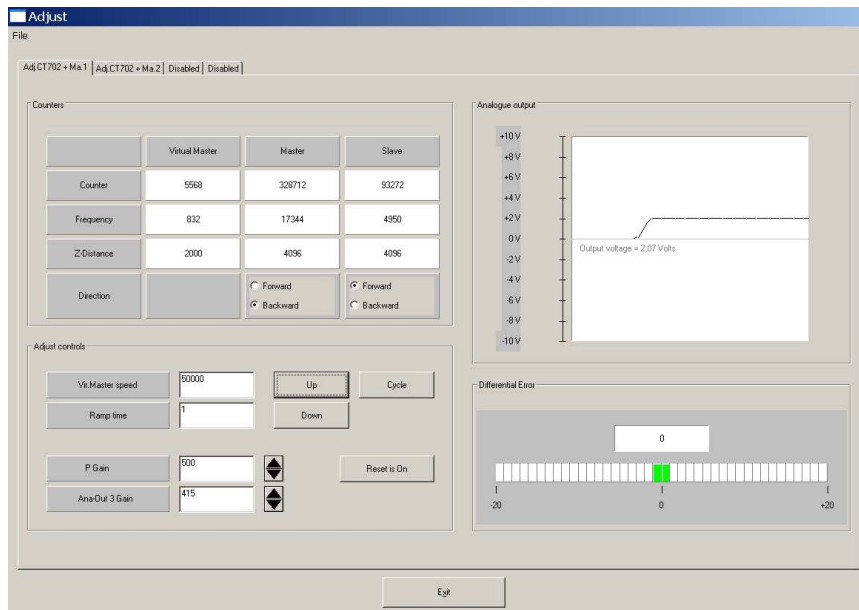 Adjust
File
Adj.CT702 + Ma.1 Adj.CT702 + Ma.2 Disabled Disabled
Counters
Virtual Master Master Slave
Counter 5568 328712 93272
Frequency 832 17344 4950
Z-Distance 2000 4096 4096
Direction
Forward Forward
Backward Backward
Analogue output
+10 V
+8 V
+6 V
+4 V
+2 V
0 V
-2 V
-4 V
-6 V
-8 V
-10 V
Output voltage = 2,07 Volts
Adjust controls
Vir.Master speed 50000 Up Cycle
Ramp time 1 Down
P Gain 500 Reset is On
Ana-Out 3 Gain 415
Differential Error
0
-20 0 +20
Exit